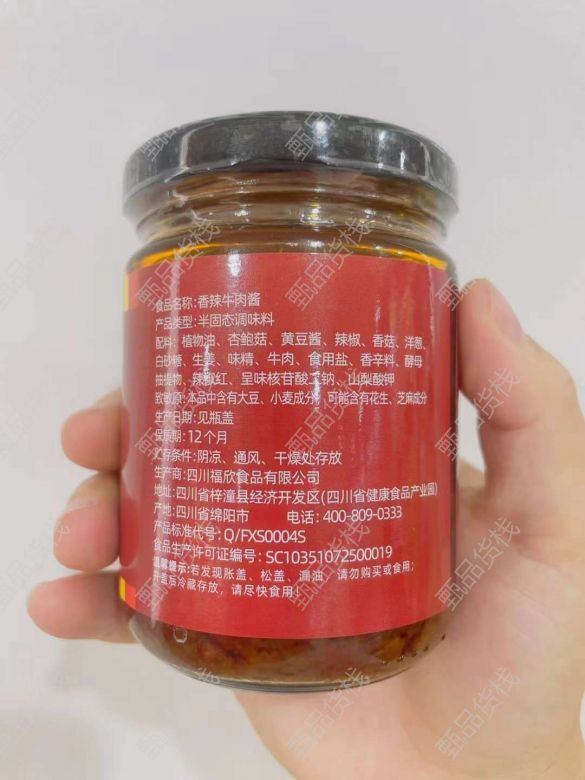 食品名称:香辣牛肉酱
产品类型:半固态调味料
配料: 植物油、杏鲍菇、黄豆酱、辣椒、香菇、洋葱、
白砂糖、生姜、味精、牛肉、食用盐、香辛料、酵母
抽提物、辣椒红、呈味核苷酸二钠、山梨酸钾
致敏原:本品中含有大豆、小麦成分,可能含有花生、芝麻成分
生产日期:见瓶盖
保质期:12个月
贮存条件:阴凉、通风、干燥处存放
生产商:四川福欣食品有限公司
地址:四川省梓潼县经济开发区(四川省健康食品产业园)
产地:四川省绵阳市 电话: 400-809-0333
产品标准代号: Q/FXS0004S
食品生产许可证编号: SC10351072500019
温馨提示:若发现胀盖、松盖、漏油 请勿购买或食用;
开盖后冷藏存放,请尽快食用!
甄品货栈